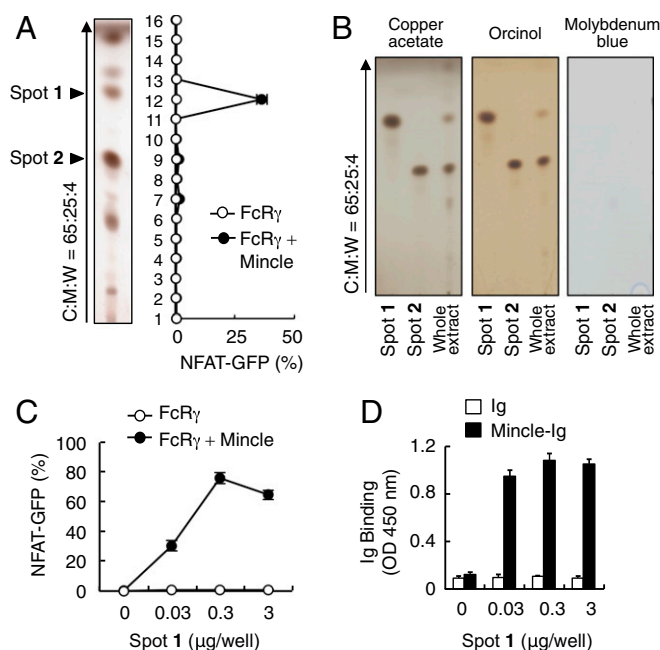 A
C:M:W = 65:25:4
Spot 1
Spot 2
16
15
14
13
12
11
10
9
8
7
6
5
4
3
2
1
FcRγ
FcRγ +
Mincle
0 25 50
NFAT-GFP (%)
B
Copper
acetate
Orcinol
Molybdenum
blue
C:M:W = 65:25:4
Spot 1
Spot 2
Whole
extract
Spot 1
Spot 2
Whole
extract
Spot 1
Spot 2
Whole
extract
C
FcRγ
FcRγ + Mincle
NFAT-GFP (%)
100
80
60
40
20
0
0 0.03 0.3 3
Spot 1 (μg/well)
D
Ig
Mincle-Ig
Ig Binding
(OD 450 nm)
1.2
0.8
0.4
0
0 0.03 0.3 3
Spot 1 (μg/well)